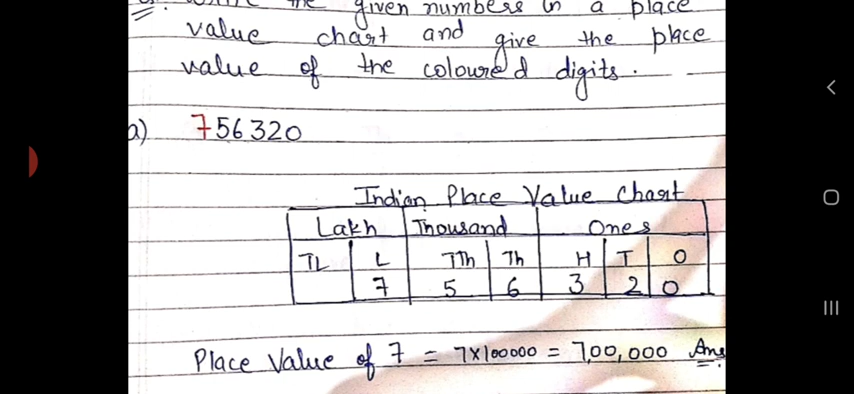 given numbers in a place
value chart and give the place
value of the coloured digits.
a) 756320
Indian Place Value Chart
Lakh Thousand Ones
TL L TTh Th H T O
7 5 6 3 2 0
Place Value of 7 = 7×100000 = 7,00,000 Ans